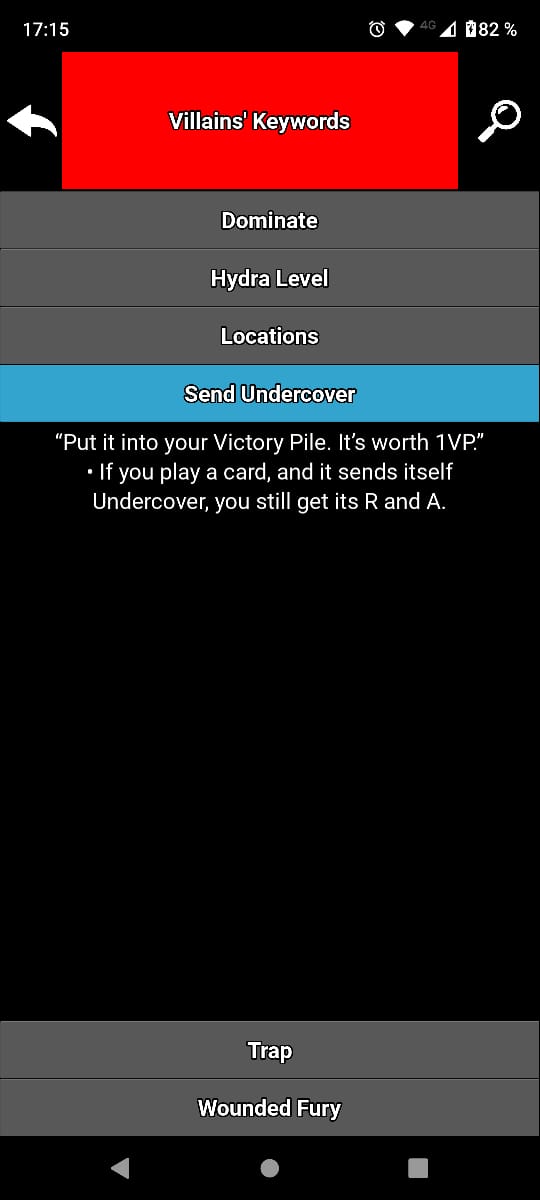 17:15
4G
82 %
Villains' Keywords
Dominate
Hydra Level
Locations
Send Undercover
“Put it into your Victory Pile. It’s worth 1VP.”
• If you play a card, and it sends itself
Undercover, you still get its R and A.
Trap
Wounded Fury